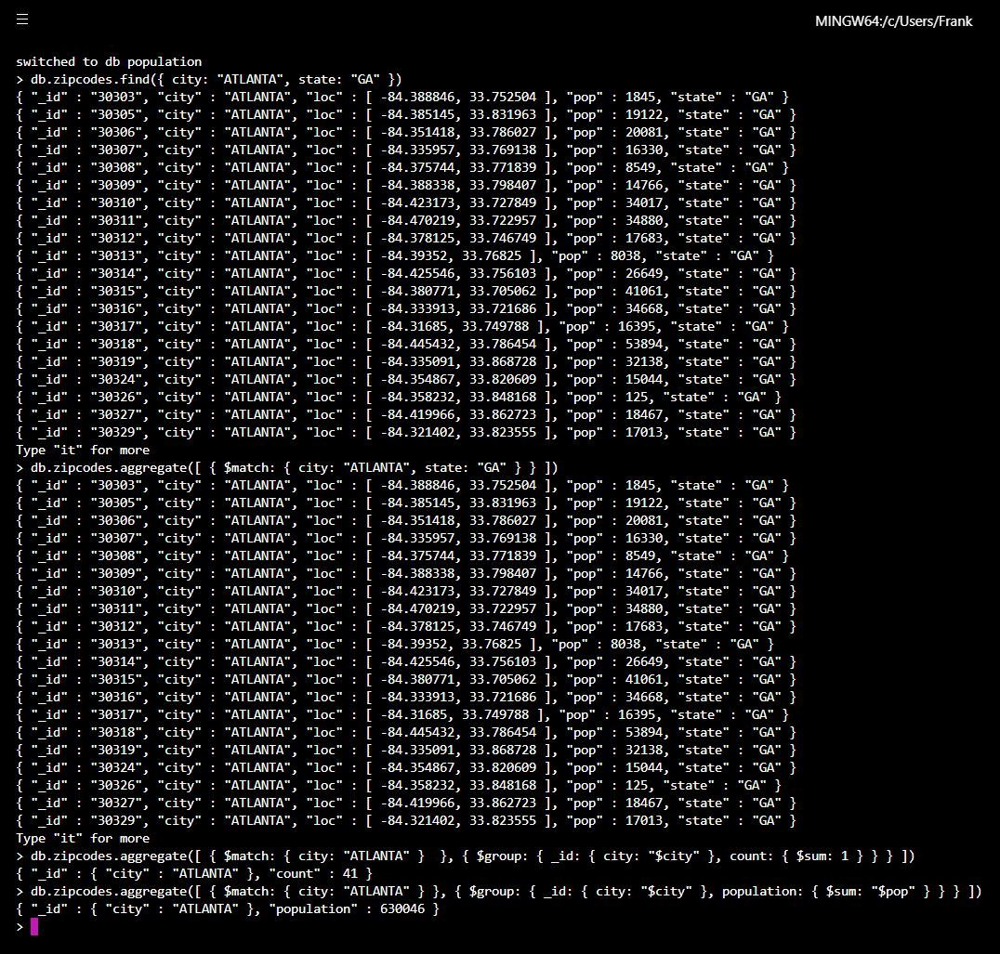 ☰
MINGW64:/c/Users/Frank
switched to db population
> db.zipcodes.find({ city: "ATLANTA", state: "GA" })
{ "_id" : "30303", "city" : "ATLANTA", "loc" : [ -84.388846, 33.752504 ], "pop" : 1845, "state" : "GA" }
{ "_id" : "30305", "city" : "ATLANTA", "loc" : [ -84.385145, 33.831963 ], "pop" : 19122, "state" : "GA" }
{ "_id" : "30306", "city" : "ATLANTA", "loc" : [ -84.351418, 33.786027 ], "pop" : 20081, "state" : "GA" }
{ "_id" : "30307", "city" : "ATLANTA", "loc" : [ -84.335957, 33.769138 ], "pop" : 16330, "state" : "GA" }
{ "_id" : "30308", "city" : "ATLANTA", "loc" : [ -84.375744, 33.771839 ], "pop" : 8549, "state" : "GA" }
{ "_id" : "30309", "city" : "ATLANTA", "loc" : [ -84.388338, 33.798407 ], "pop" : 14766, "state" : "GA" }
{ "_id" : "30310", "city" : "ATLANTA", "loc" : [ -84.423173, 33.727849 ], "pop" : 34017, "state" : "GA" }
{ "_id" : "30311", "city" : "ATLANTA", "loc" : [ -84.470219, 33.722957 ], "pop" : 34880, "state" : "GA" }
{ "_id" : "30312", "city" : "ATLANTA", "loc" : [ -84.378125, 33.746749 ], "pop" : 17683, "state" : "GA" }
{ "_id" : "30313", "city" : "ATLANTA", "loc" : [ -84.39352, 33.76825 ], "pop" : 8038, "state" : "GA" }
{ "_id" : "30314", "city" : "ATLANTA", "loc" : [ -84.425546, 33.756103 ], "pop" : 26649, "state" : "GA" }
{ "_id" : "30315", "city" : "ATLANTA", "loc" : [ -84.380771, 33.705062 ], "pop" : 41061, "state" : "GA" }
{ "_id" : "30316", "city" : "ATLANTA", "loc" : [ -84.333913, 33.721686 ], "pop" : 34668, "state" : "GA" }
{ "_id" : "30317", "city" : "ATLANTA", "loc" : [ -84.31685, 33.749788 ], "pop" : 16395, "state" : "GA" }
{ "_id" : "30318", "city" : "ATLANTA", "loc" : [ -84.445432, 33.786454 ], "pop" : 53894, "state" : "GA" }
{ "_id" : "30319", "city" : "ATLANTA", "loc" : [ -84.335091, 33.868728 ], "pop" : 32138, "state" : "GA" }
{ "_id" : "30324", "city" : "ATLANTA", "loc" : [ -84.354867, 33.820609 ], "pop" : 15044, "state" : "GA" }
{ "_id" : "30326", "city" : "ATLANTA", "loc" : [ -84.358232, 33.848168 ], "pop" : 125, "state" : "GA" }
{ "_id" : "30327", "city" : "ATLANTA", "loc" : [ -84.419966, 33.862723 ], "pop" : 18467, "state" : "GA" }
{ "_id" : "30329", "city" : "ATLANTA", "loc" : [ -84.321402, 33.823555 ], "pop" : 17013, "state" : "GA" }
Type "it" for more
> db.zipcodes.aggregate([ { $match: { city: "ATLANTA", state: "GA" } } ])
{ "_id" : "30303", "city" : "ATLANTA", "loc" : [ -84.388846, 33.752504 ], "pop" : 1845, "state" : "GA" }
{ "_id" : "30305", "city" : "ATLANTA", "loc" : [ -84.385145, 33.831963 ], "pop" : 19122, "state" : "GA" }
{ "_id" : "30306", "city" : "ATLANTA", "loc" : [ -84.351418, 33.786027 ], "pop" : 20081, "state" : "GA" }
{ "_id" : "30307", "city" : "ATLANTA", "loc" : [ -84.335957, 33.769138 ], "pop" : 16330, "state" : "GA" }
{ "_id" : "30308", "city" : "ATLANTA", "loc" : [ -84.375744, 33.771839 ], "pop" : 8549, "state" : "GA" }
{ "_id" : "30309", "city" : "ATLANTA", "loc" : [ -84.388338, 33.798407 ], "pop" : 14766, "state" : "GA" }
{ "_id" : "30310", "city" : "ATLANTA", "loc" : [ -84.423173, 33.727849 ], "pop" : 34017, "state" : "GA" }
{ "_id" : "30311", "city" : "ATLANTA", "loc" : [ -84.470219, 33.722957 ], "pop" : 34880, "state" : "GA" }
{ "_id" : "30312", "city" : "ATLANTA", "loc" : [ -84.378125, 33.746749 ], "pop" : 17683, "state" : "GA" }
{ "_id" : "30313", "city" : "ATLANTA", "loc" : [ -84.39352, 33.76825 ], "pop" : 8038, "state" : "GA" }
{ "_id" : "30314", "city" : "ATLANTA", "loc" : [ -84.425546, 33.756103 ], "pop" : 26649, "state" : "GA" }
{ "_id" : "30315", "city" : "ATLANTA", "loc" : [ -84.380771, 33.705062 ], "pop" : 41061, "state" : "GA" }
{ "_id" : "30316", "city" : "ATLANTA", "loc" : [ -84.333913, 33.721686 ], "pop" : 34668, "state" : "GA" }
{ "_id" : "30317", "city" : "ATLANTA", "loc" : [ -84.31685, 33.749788 ], "pop" : 16395, "state" : "GA" }
{ "_id" : "30318", "city" : "ATLANTA", "loc" : [ -84.445432, 33.786454 ], "pop" : 53894, "state" : "GA" }
{ "_id" : "30319", "city" : "ATLANTA", "loc" : [ -84.335091, 33.868728 ], "pop" : 32138, "state" : "GA" }
{ "_id" : "30324", "city" : "ATLANTA", "loc" : [ -84.354867, 33.820609 ], "pop" : 15044, "state" : "GA" }
{ "_id" : "30326", "city" : "ATLANTA", "loc" : [ -84.358232, 33.848168 ], "pop" : 125, "state" : "GA" }
{ "_id" : "30327", "city" : "ATLANTA", "loc" : [ -84.419966, 33.862723 ], "pop" : 18467, "state" : "GA" }
{ "_id" : "30329", "city" : "ATLANTA", "loc" : [ -84.321402, 33.823555 ], "pop" : 17013, "state" : "GA" }
Type "it" for more
> db.zipcodes.aggregate([ { $match: { city: "ATLANTA" }  }, { $group: { _id: { city: "$city" }, count: { $sum: 1 } } } ])
{ "_id" : { "city" : "ATLANTA" }, "count" : 41 }
> db.zipcodes.aggregate([ { $match: { city: "ATLANTA" } }, { $group: { _id: { city: "$city" }, population: { $sum: "$pop" } } } ])
{ "_id" : { "city" : "ATLANTA" }, "population" : 630046 }
>